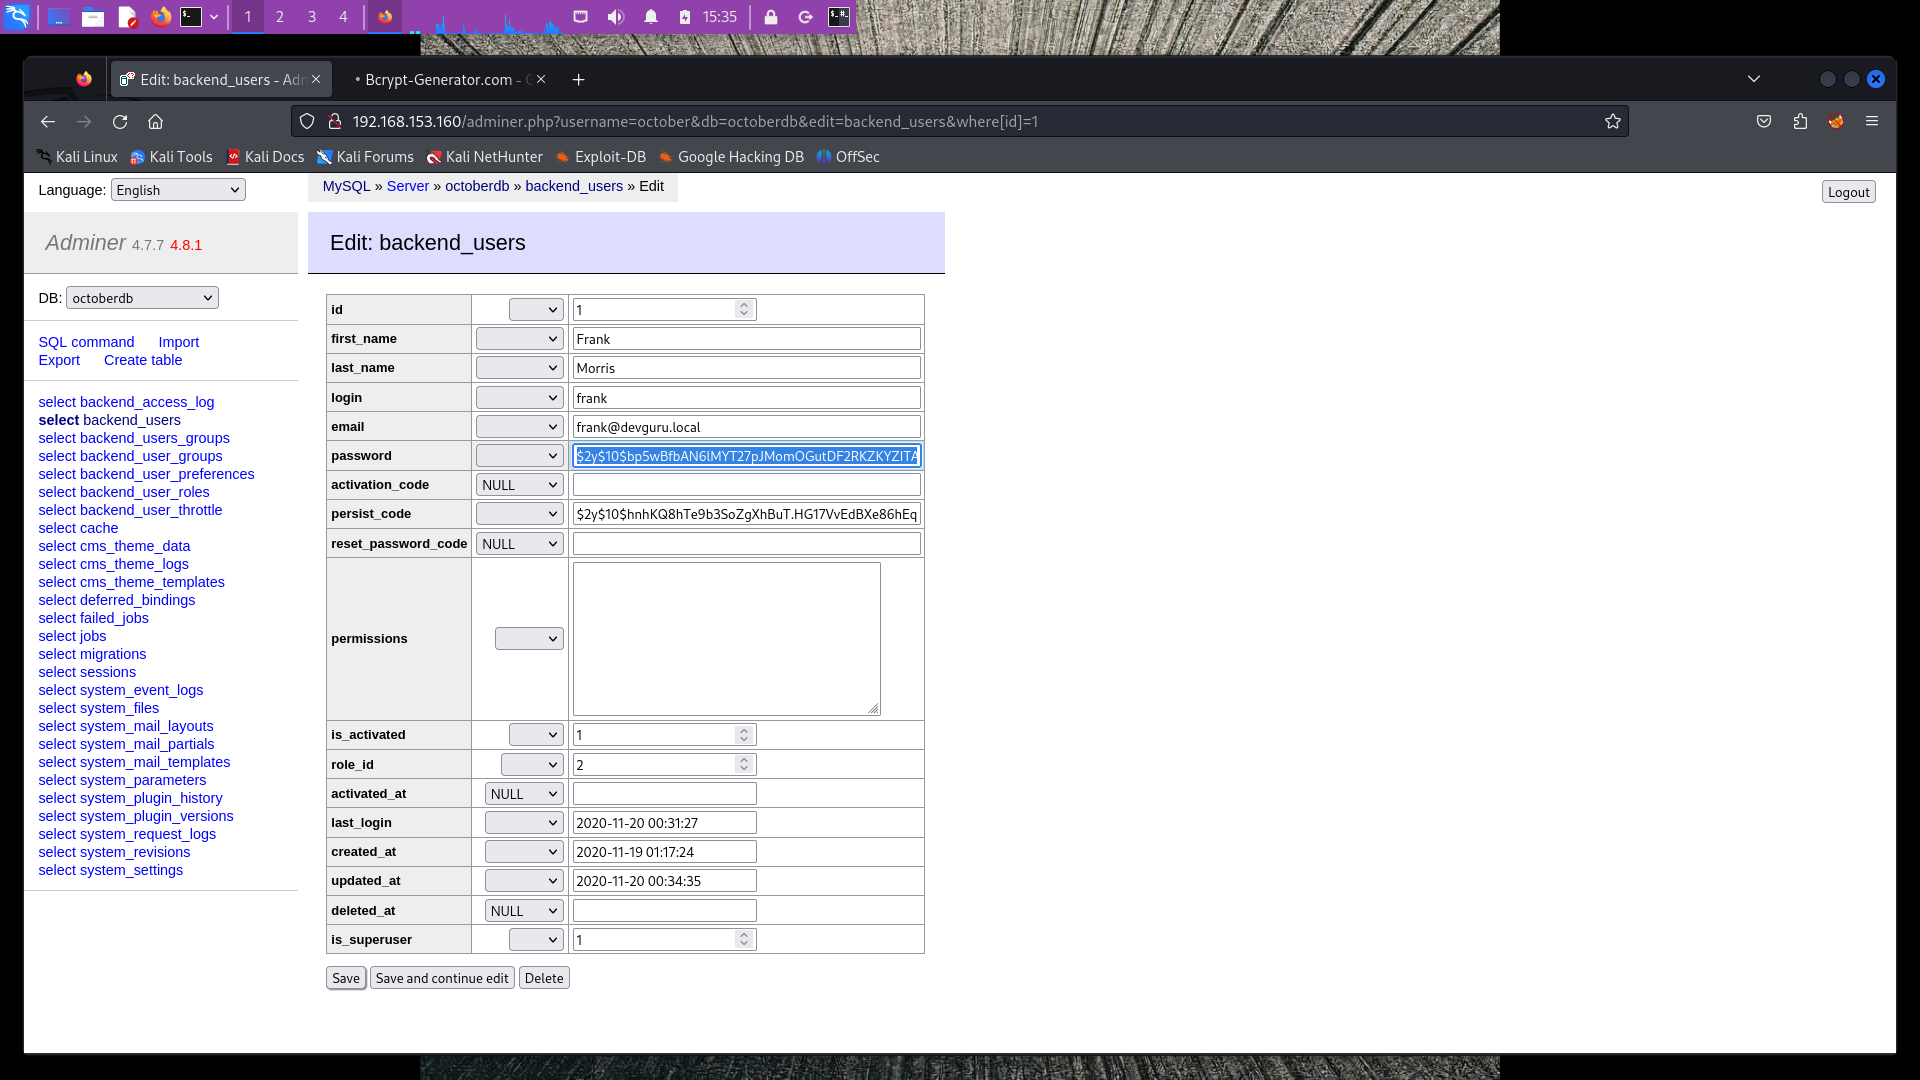 1 2 3 4 15:35
Edit: backend_users - Adm
Bcrypt-Generator.com - G
192.168.153.160/adminer.php?username=october&db=octoberdb&edit=backend_users&where[id]=1
Kali Linux Kali Tools Kali Docs Kali Forums Kali NetHunter Exploit-DB Google Hacking DB OffSec
Language: English
MySQL » Server » octoberdb » backend_users » Edit
Logout
Adminer 4.7.7 4.8.1
Edit: backend_users
DB: octoberdb
SQL command Import
Export Create table
select backend_access_log
select backend_users
select backend_users_groups
select backend_user_groups
select backend_user_preferences
select backend_user_roles
select backend_user_throttle
select cache
select cms_theme_data
select cms_theme_logs
select cms_theme_templates
select deferred_bindings
select failed_jobs
select jobs
select migrations
select sessions
select system_event_logs
select system_files
select system_mail_layouts
select system_mail_partials
select system_mail_templates
select system_parameters
select system_plugin_history
select system_plugin_versions
select system_request_logs
select system_revisions
select system_settings
id 1
first_name Frank
last_name Morris
login frank
email frank@devguru.local
password $2y$10$bp5wBfbAN6lMYT27pJMomOGutDF2RKZKYZITA
activation_code NULL
persist_code $2y$10$hnhKQ8hTe9b3SoZgXhBuT.HG17VvEdBXe86hEq
reset_password_code NULL
permissions
is_activated 1
role_id 2
activated_at NULL
last_login 2020-11-20 00:31:27
created_at 2020-11-19 01:17:24
updated_at 2020-11-20 00:34:35
deleted_at NULL
is_superuser 1
Save Save and continue edit Delete